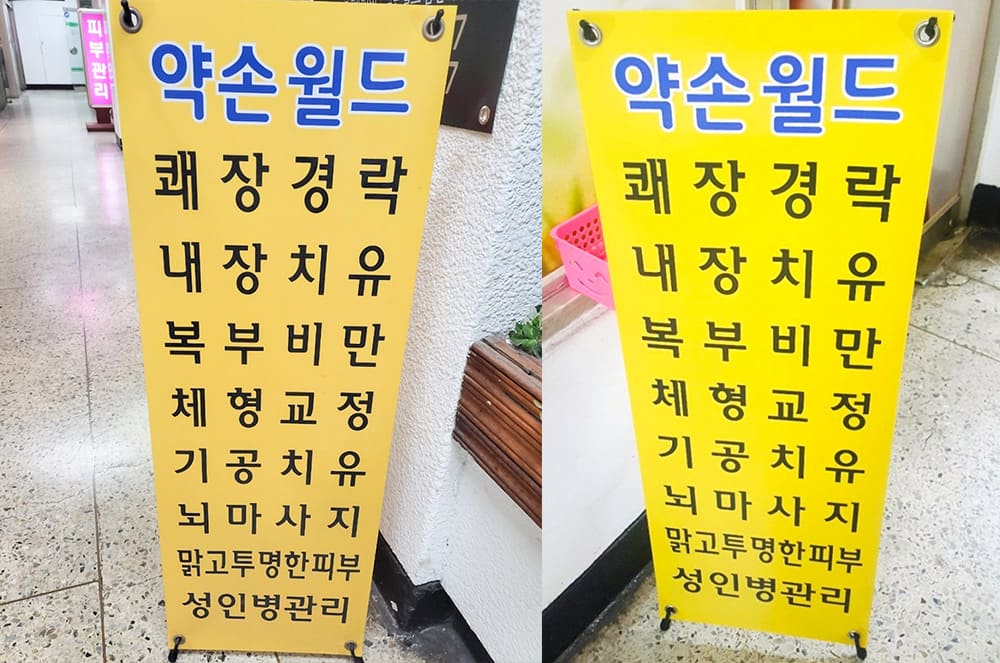 피부관리
약손월드
쾌장경락
내장치유
복부비만
체형교정
기공치유
뇌마사지
맑고투명한피부
성인병관리
약손월드
쾌장경락
내장치유
복부비만
체형교정
기공치유
뇌마사지
맑고투명한피부
성인병관리